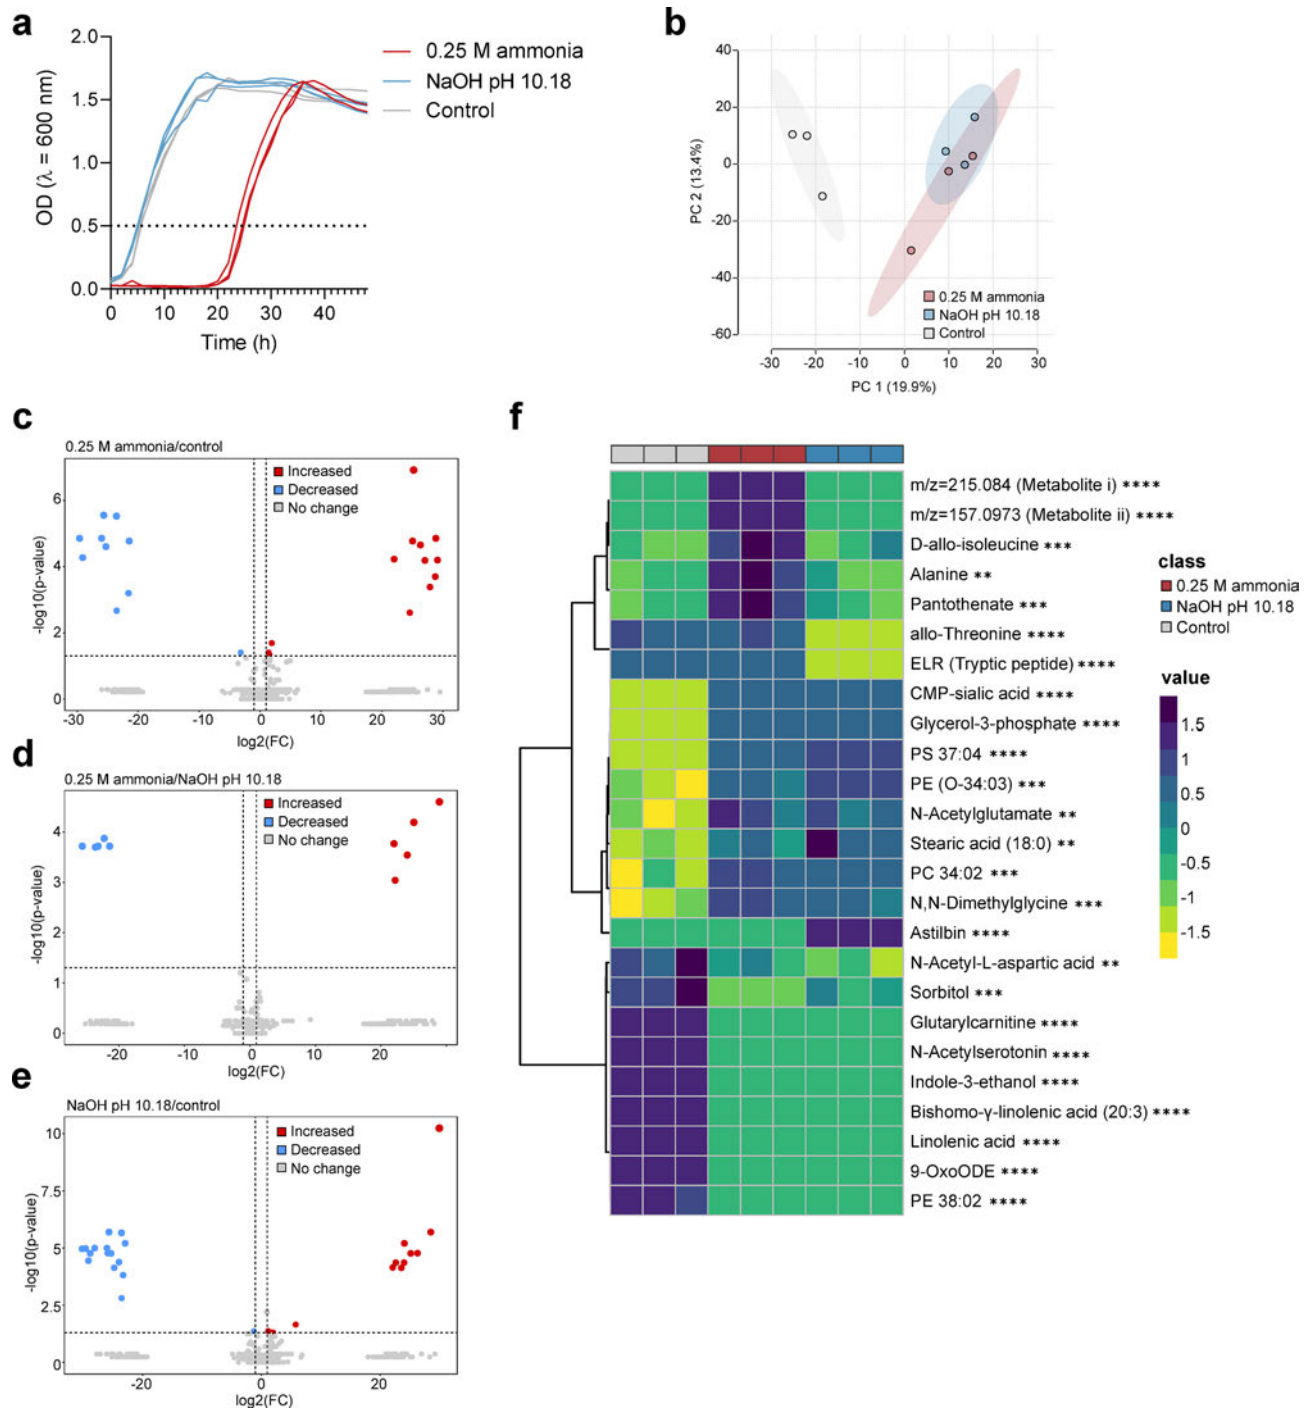 a
2.0
1.5
1.0
0.5
0.0
OD (λ = 600 nm)
0
10
20
30
40
Time (h)
0.25 M ammonia
NaOH pH 10.18
Control
b
40
20
0
-20
-40
-60
PC 2 (13.4%)
-30
-20
-10
0
10
20
30
PC 1 (19.9%)
0.25 M ammonia
NaOH pH 10.18
Control
c
0.25 M ammonia/control
Increased
Decreased
No change
6
4
2
0
-log10(p-value)
-30
-20
-10
0
10
20
30
log2(FC)
d
0.25 M ammonia/NaOH pH 10.18
Increased
Decreased
No change
4
3
2
1
0
-log10(p-value)
-20
-10
0
10
20
log2(FC)
e
NaOH pH 10.18/control
Increased
Decreased
No change
10
7.5
5
2.5
0
-log10(p-value)
-20
0
20
log2(FC)
f
m/z=215.084 (Metabolite i) ****
m/z=157.0973 (Metabolite ii) ****
D-allo-isoleucine ***
Alanine **
Pantothenate ***
allo-Threonine ****
ELR (Tryptic peptide) ****
CMP-sialic acid ****
Glycerol-3-phosphate ****
PS 37:04 ****
PE (O-34:03) ***
N-Acetylglutamate **
Stearic acid (18:0) **
PC 34:02 ***
N,N-Dimethylglycine ***
Astilbin ****
N-Acetyl-L-aspartic acid **
Sorbitol ***
Glutarylcarnitine ****
N-Acetylserotonin ****
Indole-3-ethanol ****
Bishomo-γ-linolenic acid (20:3) ****
Linolenic acid ****
9-OxoODE ****
PE 38:02 ****
class
0.25 M ammonia
NaOH pH 10.18
Control
value
1.5
1
0.5
0
-0.5
-1
-1.5